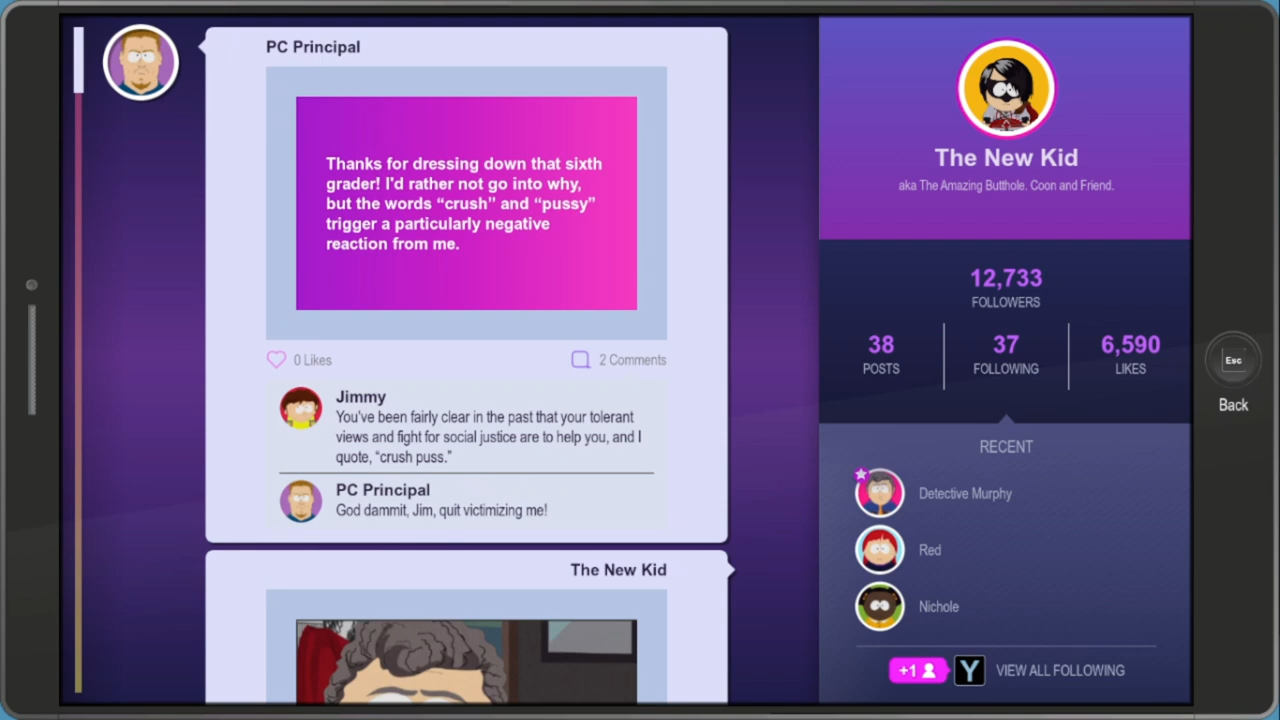 PC Principal
Thanks for dressing down that sixth
grader! I'd rather not go into why,
but the words “crush” and “pussy”
trigger a particularly negative
reaction from me.
0 Likes
2 Comments
Jimmy
You've been fairly clear in the past that your tolerant
views and fight for social justice are to help you, and I
quote, “crush puss.”
PC Principal
God dammit, Jim, quit victimizing me!
The New Kid
The New Kid
aka The Amazing Butthole. Coon and Friend.
12,733
FOLLOWERS
38
POSTS
37
FOLLOWING
6,590
LIKES
RECENT
Detective Murphy
Red
Nichole
+1
Y
VIEW ALL FOLLOWING
Esc
Back